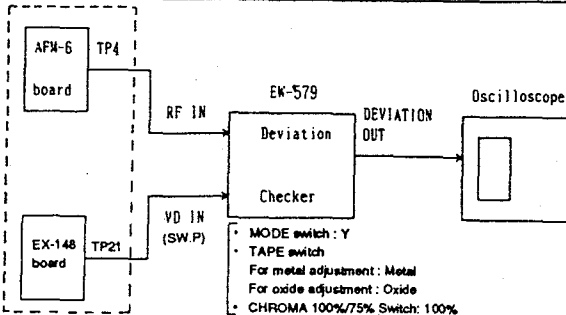 AFM-6
board
TP4
EX-148
board
TP21
RF IN
VD IN
(SW.P)
EW-579
Deviation
Checker
DEVIATION
OUT
Oscilloscope
• MODE switch : Y
• TAPE switch
For metal adjustment : Metal
For oxide adjustment : Oxide
• CHROMA 100%/75% Switch: 100%